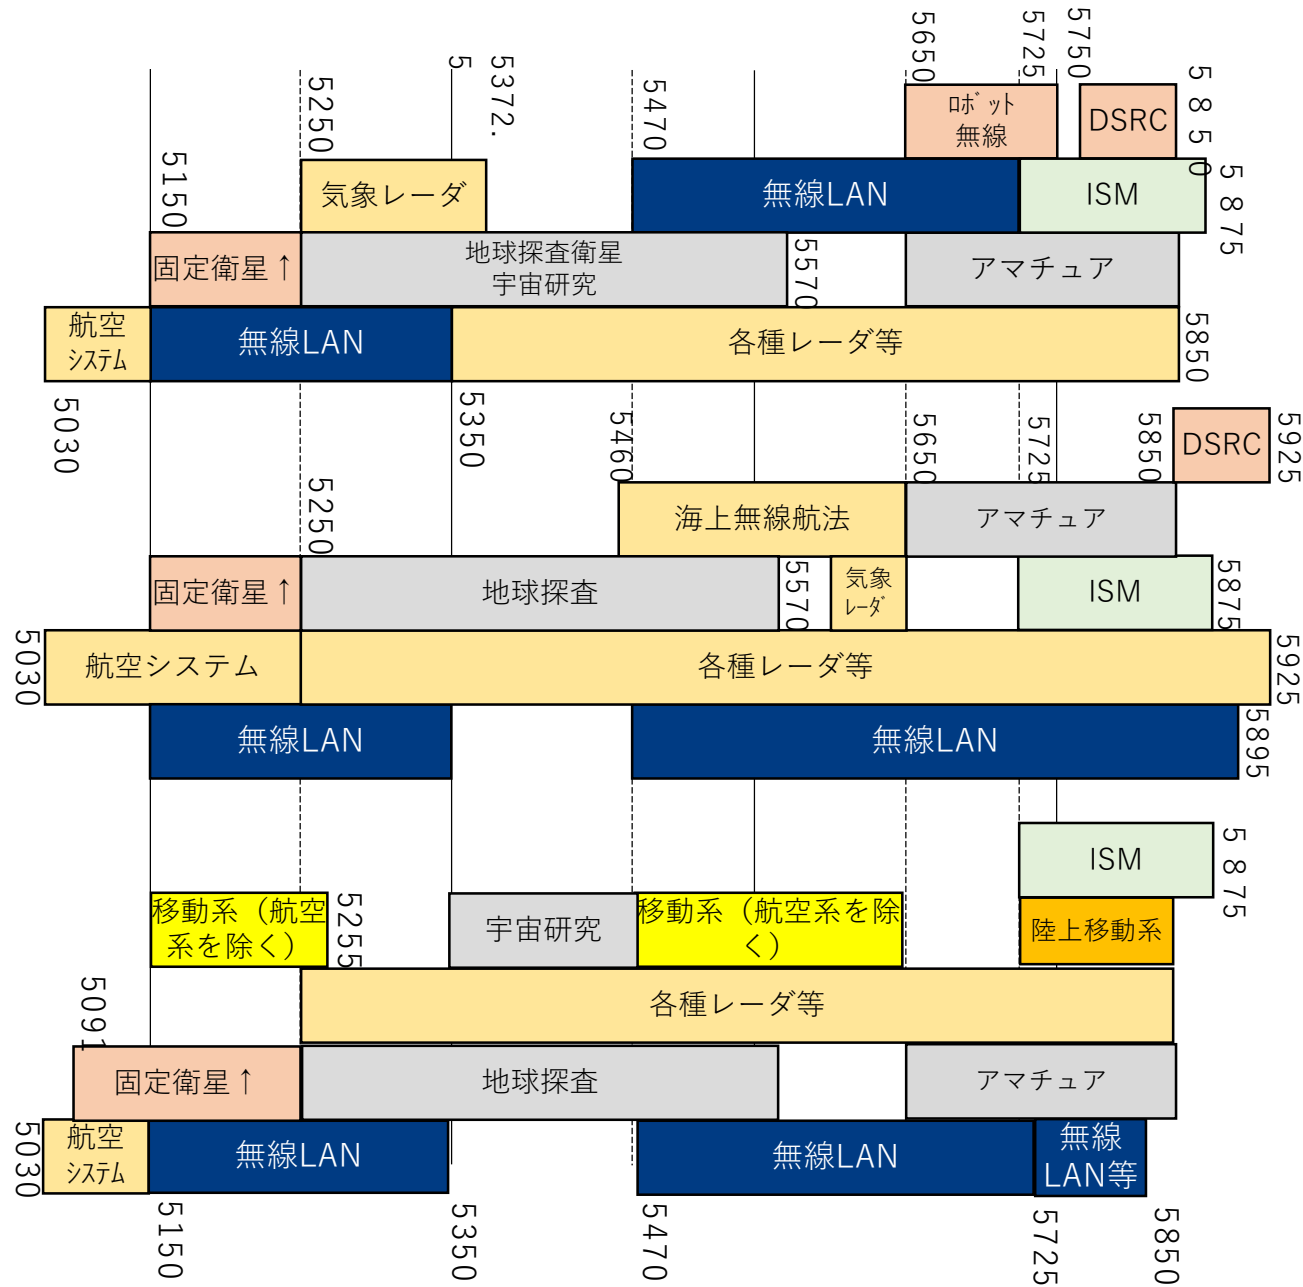 5650
5725
5750
5850
5372.
5
5250
5470
ﾛﾎﾞｯﾄ
無線
DSRC
5150
気象レーダ
無線LAN
ISM
5875
固定衛星↑
地球探査衛星
宇宙研究
5570
アマチュア
航空
ｼｽﾃﾑ
無線LAN
各種レーダ等
5850
5030
5350
5460
5650
5725
5850
DSRC
5925
5250
海上無線航法
アマチュア
固定衛星↑
地球探査
5570
気象
ﾚｰﾀﾞ
ISM
5875
5030
航空システム
各種レーダ等
5925
無線LAN
無線LAN
5895
ISM
5875
移動系（航空
系を除く）
5255
宇宙研究
移動系（航空系を除
く）
陸上移動系
各種レーダ等
5091
固定衛星↑
地球探査
アマチュア
5030
航空
ｼｽﾃﾑ
無線LAN
無線LAN
無線
LAN等
5150
5350
5470
5725
5850